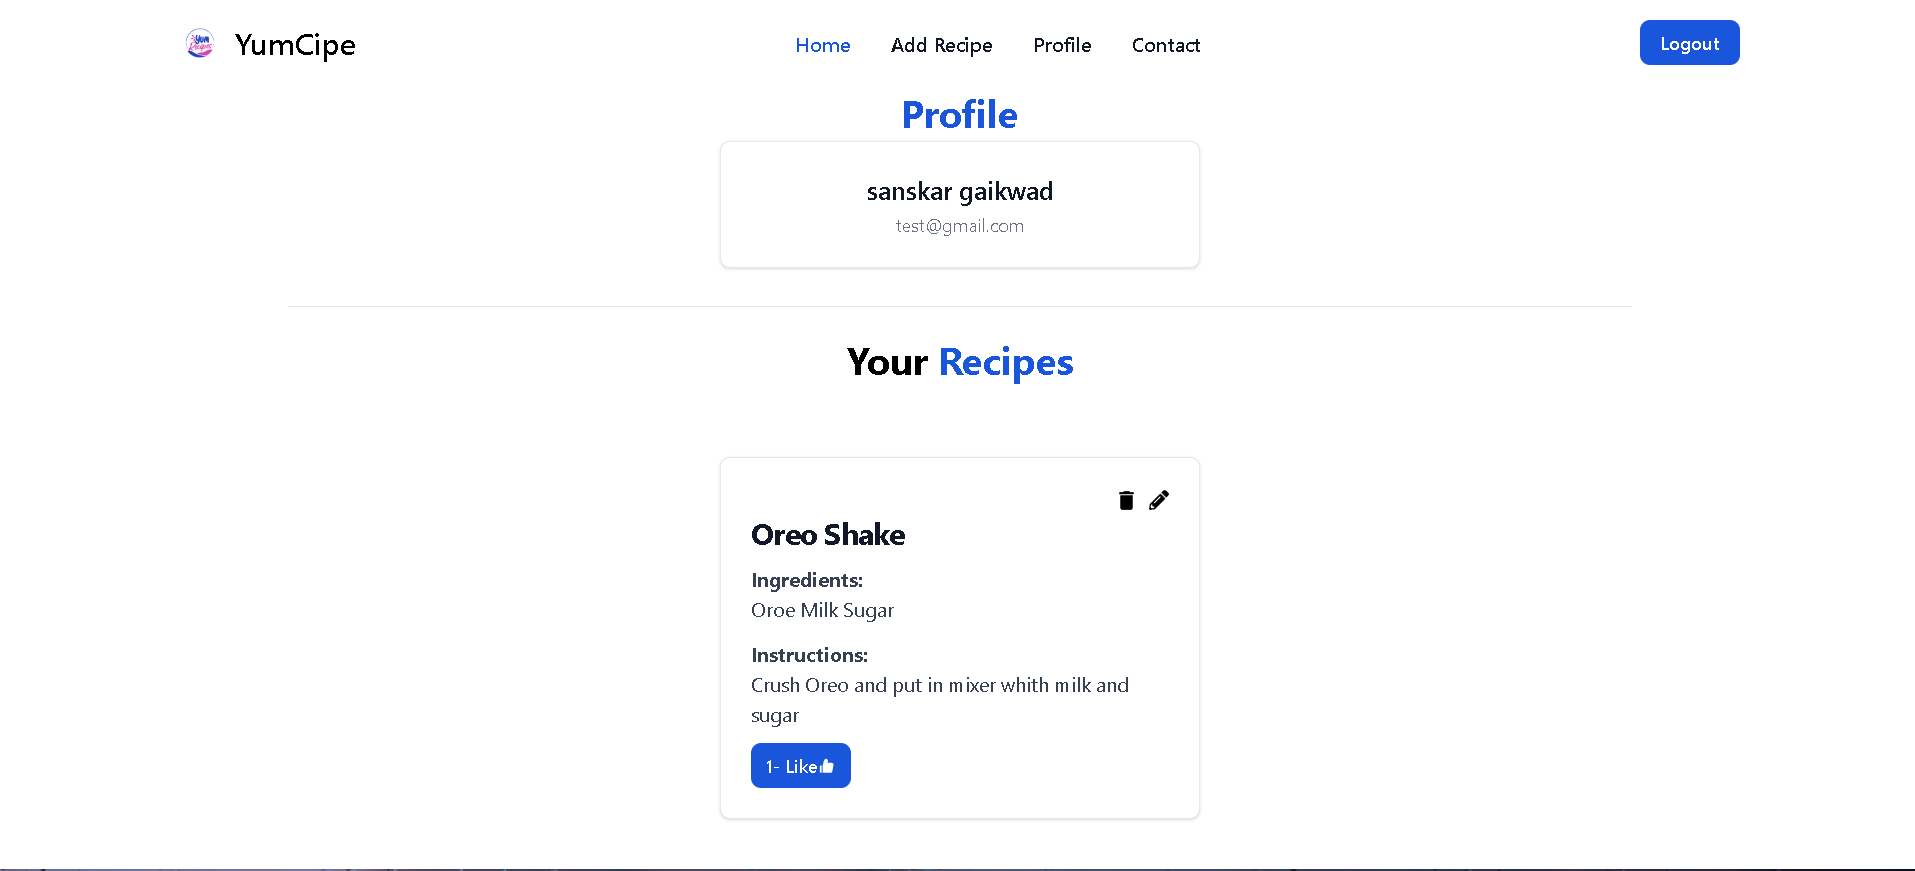 Yum
Recipes
YumCipe
Home
Add Recipe
Profile
Contact
Logout
Profile
sanskar gaikwad
test@gmail.com
Your Recipes
Oreo Shake
Ingredients:
Oroe Milk Sugar
Instructions:
Crush Oreo and put in mixer whith milk and
sugar
1- Like